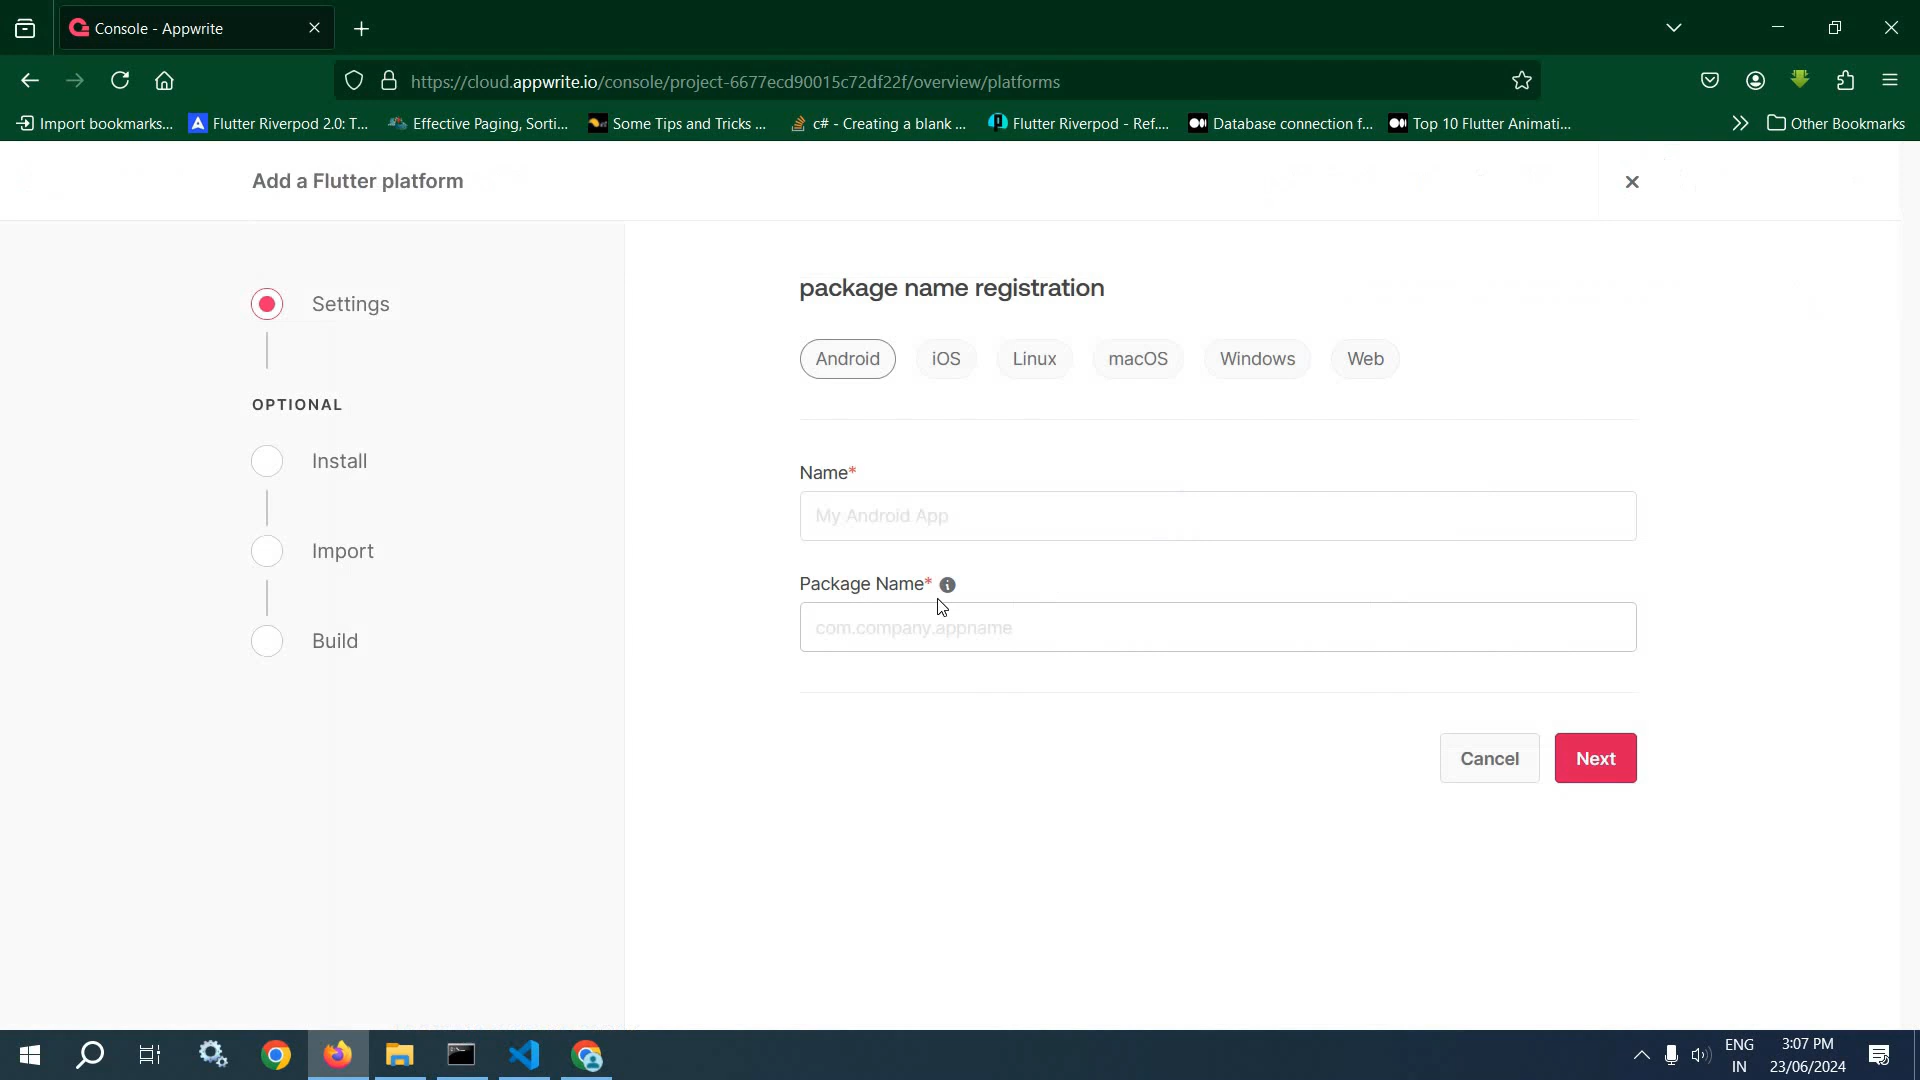 Console - Appwrite
https://cloud.appwrite.io/console/project-6677ecd90015c72df22f/overview/platforms
Import bookmarks...
Flutter Riverpod 2.0: T...
Effective Paging, Sorti...
Some Tips and Tricks ...
c# - Creating a blank ...
Flutter Riverpod - Ref....
Database connection f...
Top 10 Flutter Animati...
Other Bookmarks
Add a Flutter platform
Settings
OPTIONAL
Install
Import
Build
package name registration
Android
iOS
Linux
macOS
Windows
Web
Name*
My Android App
Package Name*
com.company.appname
Cancel
Next
ENG
IN
3:07 PM
23/06/2024